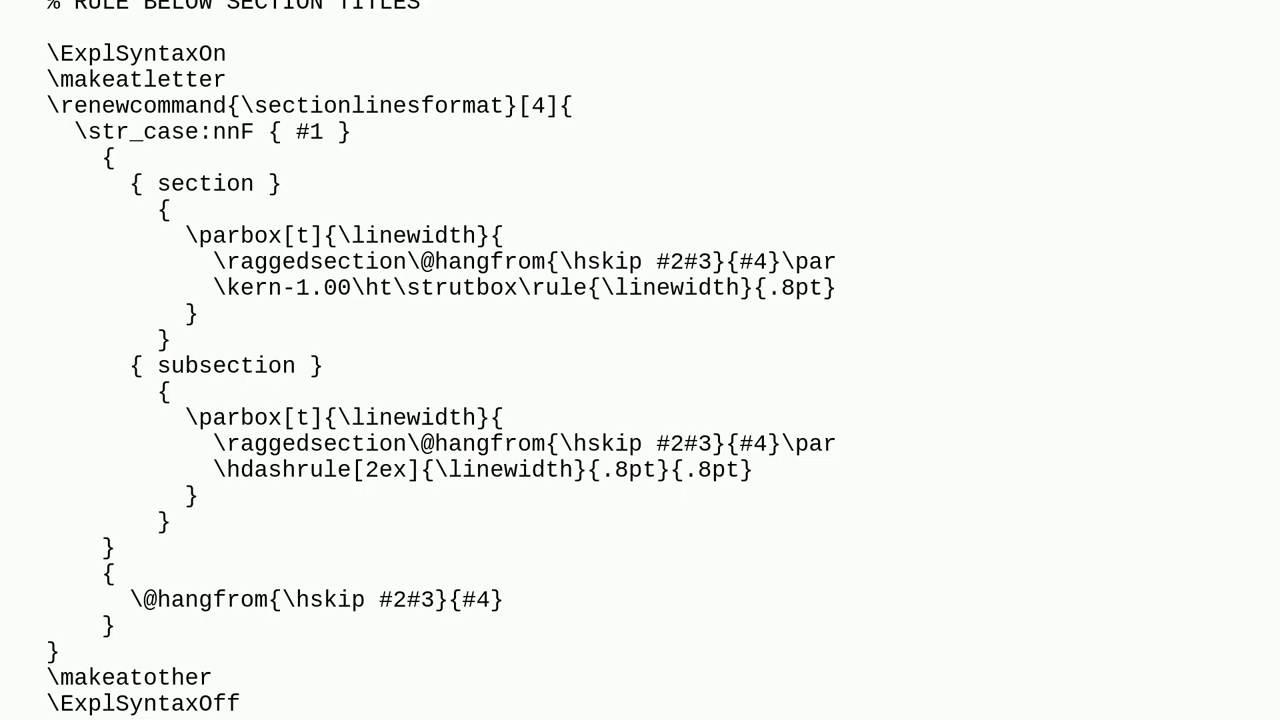 % RULE BELOW SECTION TITLES
\ExplSyntaxOn
\makeatletter
\renewcommand{\sectionlinesformat}[4]{
  \str_case:nnF { #1 }
    {
      { section }
        {
          \parbox[t]{\linewidth}{
            \raggedsection\@hangfrom{\hskip #2#3}{#4}\par
            \kern-1.00\ht\strutbox\rule{\linewidth}{.8pt}
          }
        }
      { subsection }
        {
          \parbox[t]{\linewidth}{
            \raggedsection\@hangfrom{\hskip #2#3}{#4}\par
            \hdashrule[2ex]{\linewidth}{.8pt}{.8pt}
          }
        }
    }
    {
      \@hangfrom{\hskip #2#3}{#4}
    }
}
\makeatother
\ExplSyntaxOff